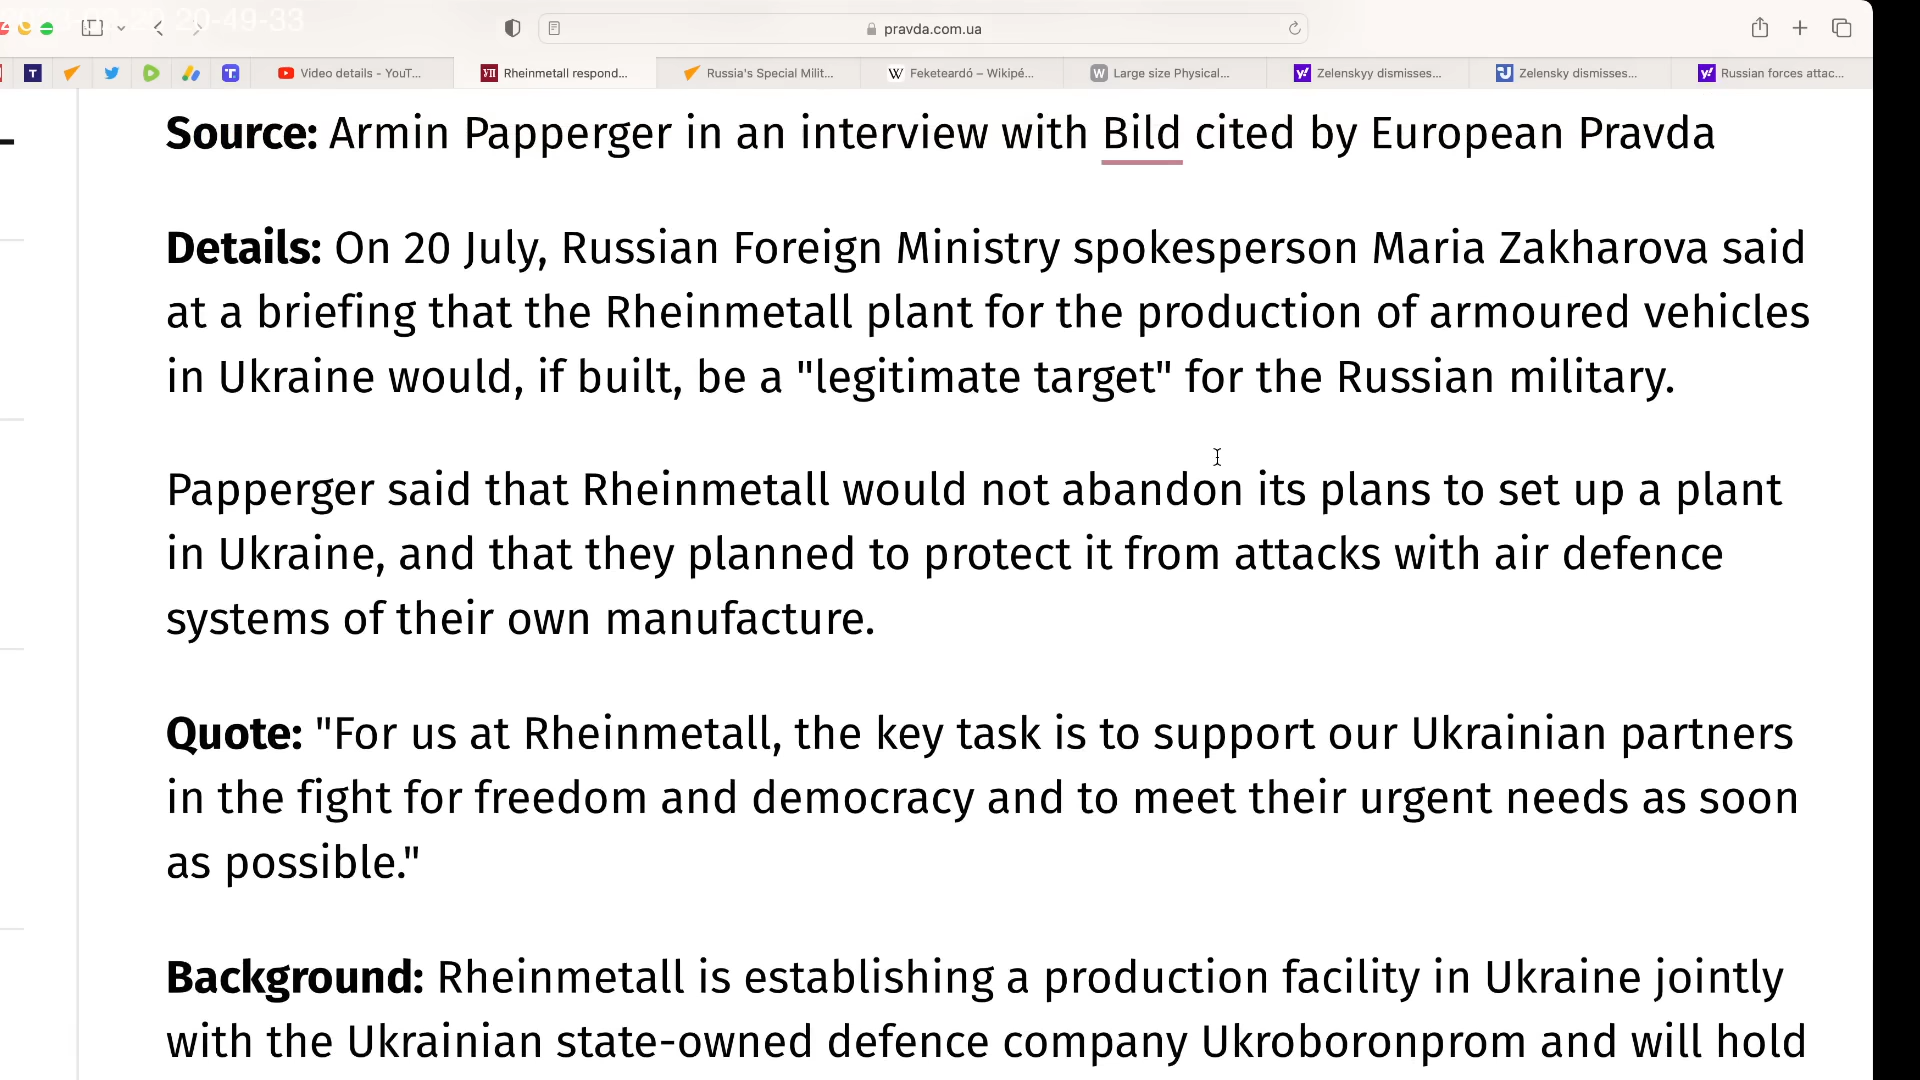 20-49-33
pravda.com.ua
Video details - YouT...
Rheinmetall respond...
Russia's Special Milit...
Feketeardó – Wikipé...
Large size Physical...
Zelenskyy dismisses...
Zelensky dismisses...
Russian forces attac...
Source: Armin Papperger in an interview with Bild cited by European Pravda
Details: On 20 July, Russian Foreign Ministry spokesperson Maria Zakharova said
at a briefing that the Rheinmetall plant for the production of armoured vehicles
in Ukraine would, if built, be a "legitimate target" for the Russian military.
Papperger said that Rheinmetall would not abandon its plans to set up a plant
in Ukraine, and that they planned to protect it from attacks with air defence
systems of their own manufacture.
Quote: "For us at Rheinmetall, the key task is to support our Ukrainian partners
in the fight for freedom and democracy and to meet their urgent needs as soon
as possible."
Background: Rheinmetall is establishing a production facility in Ukraine jointly
with the Ukrainian state-owned defence company Ukroboronprom and will hold